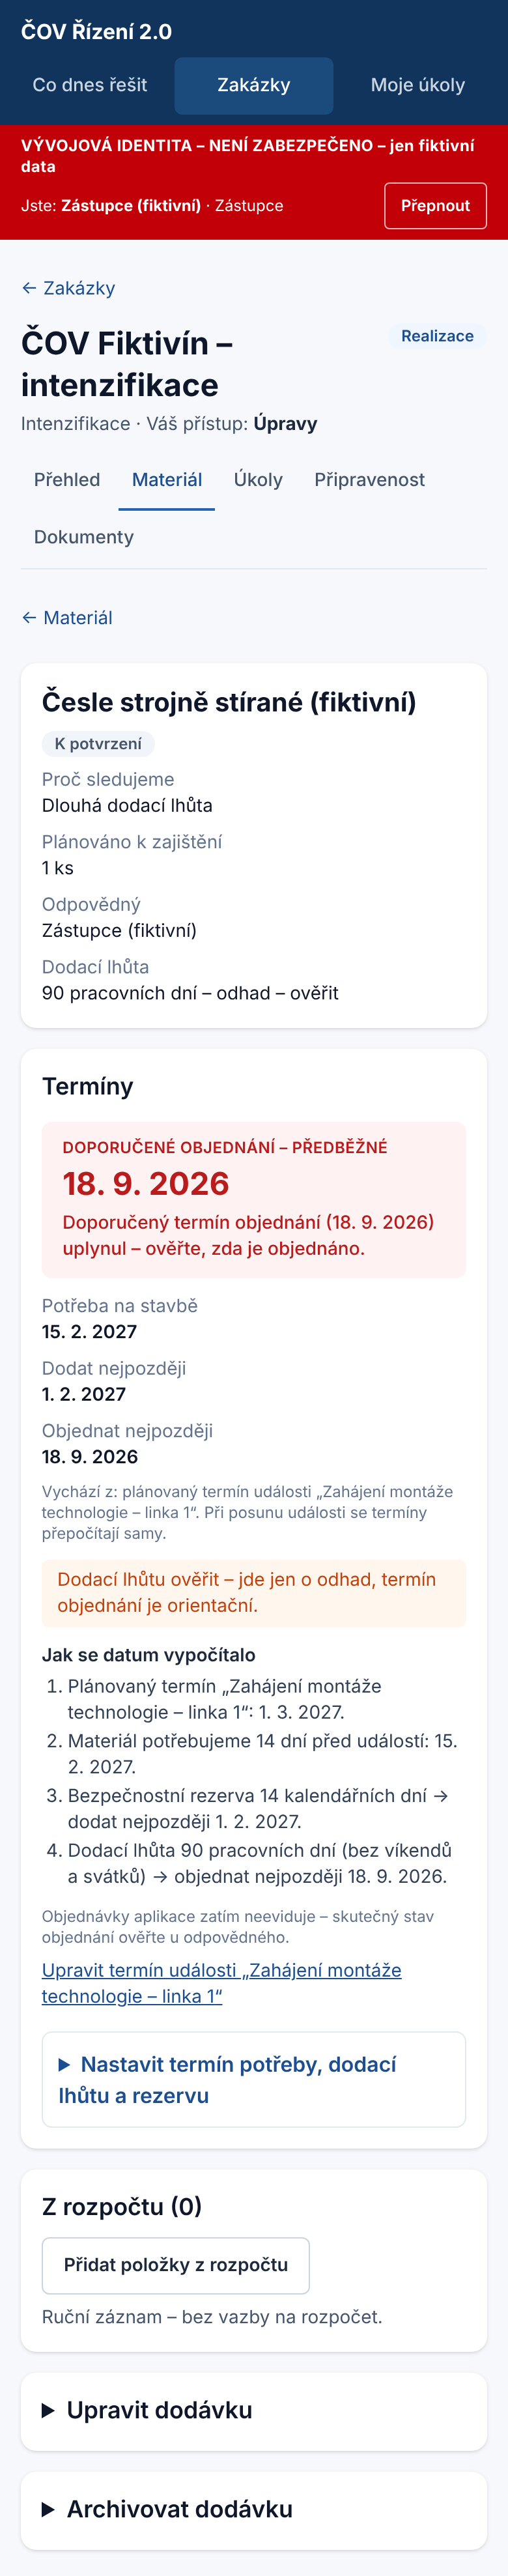 ČOV Řízení 2.0
Co dnes řešit
Zakázky
Moje úkoly
VÝVOJOVÁ IDENTITA – NENÍ ZABEZPEČENO – jen fiktivní
data
Jste: Zástupce (fiktivní) · Zástupce
Přepnout
← Zakázky
ČOV Fiktivín –
intenzifikace
Realizace
Intenzifikace · Váš přístup: Úpravy
Přehled
Materiál
Úkoly
Připravenost
Dokumenty
← Materiál
Česle strojně stírané (fiktivní)
K potvrzení
Proč sledujeme
Dlouhá dodací lhůta
Plánováno k zajištění
1 ks
Odpovědný
Zástupce (fiktivní)
Dodací lhůta
90 pracovních dní – odhad – ověřit
Termíny
DOPORUČENÉ OBJEDNÁNÍ – PŘEDBĚŽNÉ
18. 9. 2026
Doporučený termín objednání (18. 9. 2026)
uplynul – ověřte, zda je objednáno.
Potřeba na stavbě
15. 2. 2027
Dodat nejpozději
1. 2. 2027
Objednat nejpozději
18. 9. 2026
Vychází z: plánovaný termín události „Zahájení montáže
technologie – linka 1“. Při posunu události se termíny
přepočítají samy.
Dodací lhůtu ověřit – jde jen o odhad, termín
objednání je orientační.
Jak se datum vypočítalo
1. Plánovaný termín „Zahájení montáže
technologie – linka 1“: 1. 3. 2027.
2. Materiál potřebujeme 14 dní před událostí: 15.
2. 2027.
3. Bezpečnostní rezerva 14 kalendářních dní →
dodat nejpozději 1. 2. 2027.
4. Dodací lhůta 90 pracovních dní (bez víkendů
a svátků) → objednat nejpozději 18. 9. 2026.
Objednávky aplikace zatím neeviduje – skutečný stav
objednání ověřte u odpovědného.
Upravit termín události „Zahájení montáže
technologie – linka 1“
▶ Nastavit termín potřeby, dodací
lhůtu a rezervu
Z rozpočtu (0)
Přidat položky z rozpočtu
Ruční záznam – bez vazby na rozpočet.
▶ Upravit dodávku
▶ Archivovat dodávku